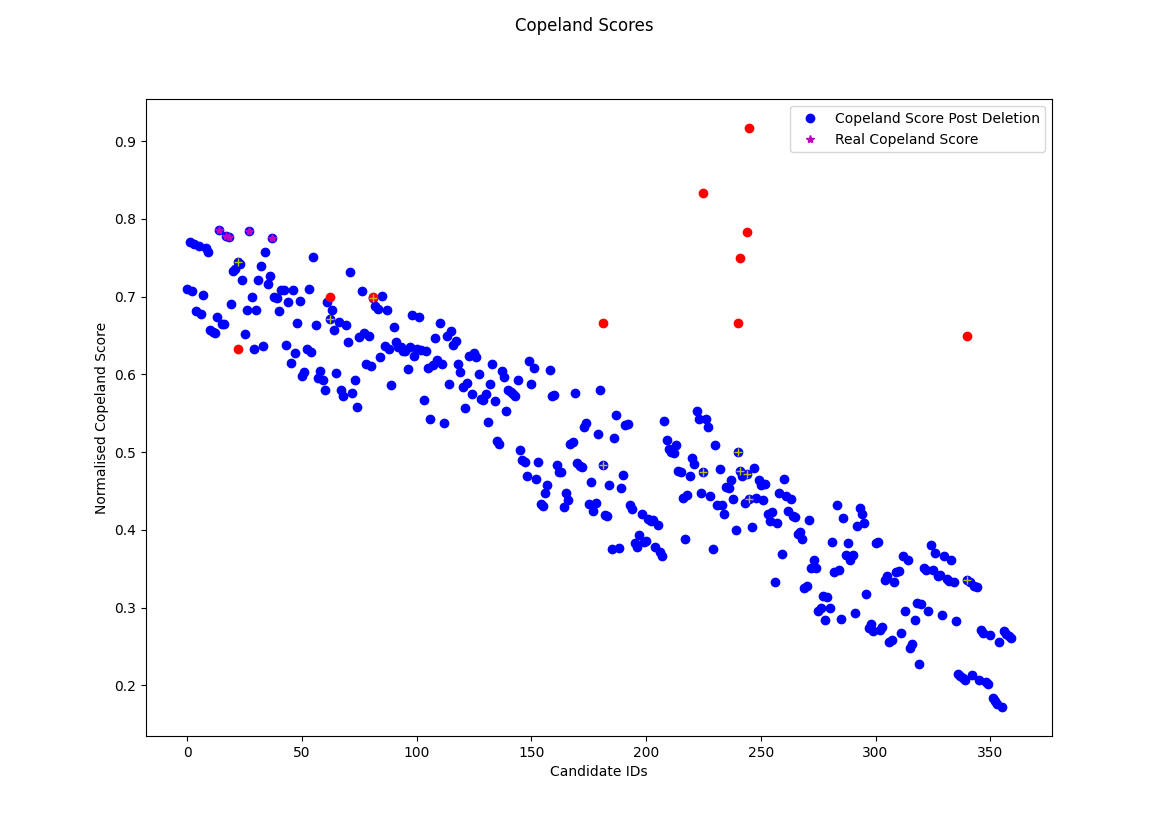 Copeland Scores
Copeland Score Post Deletion
Real Copeland Score
Normalised Copeland Score
0.9
0.8
0.7
0.6
0.5
0.4
0.3
0.2
0 50 100 150 200 250 300 350
Candidate IDs